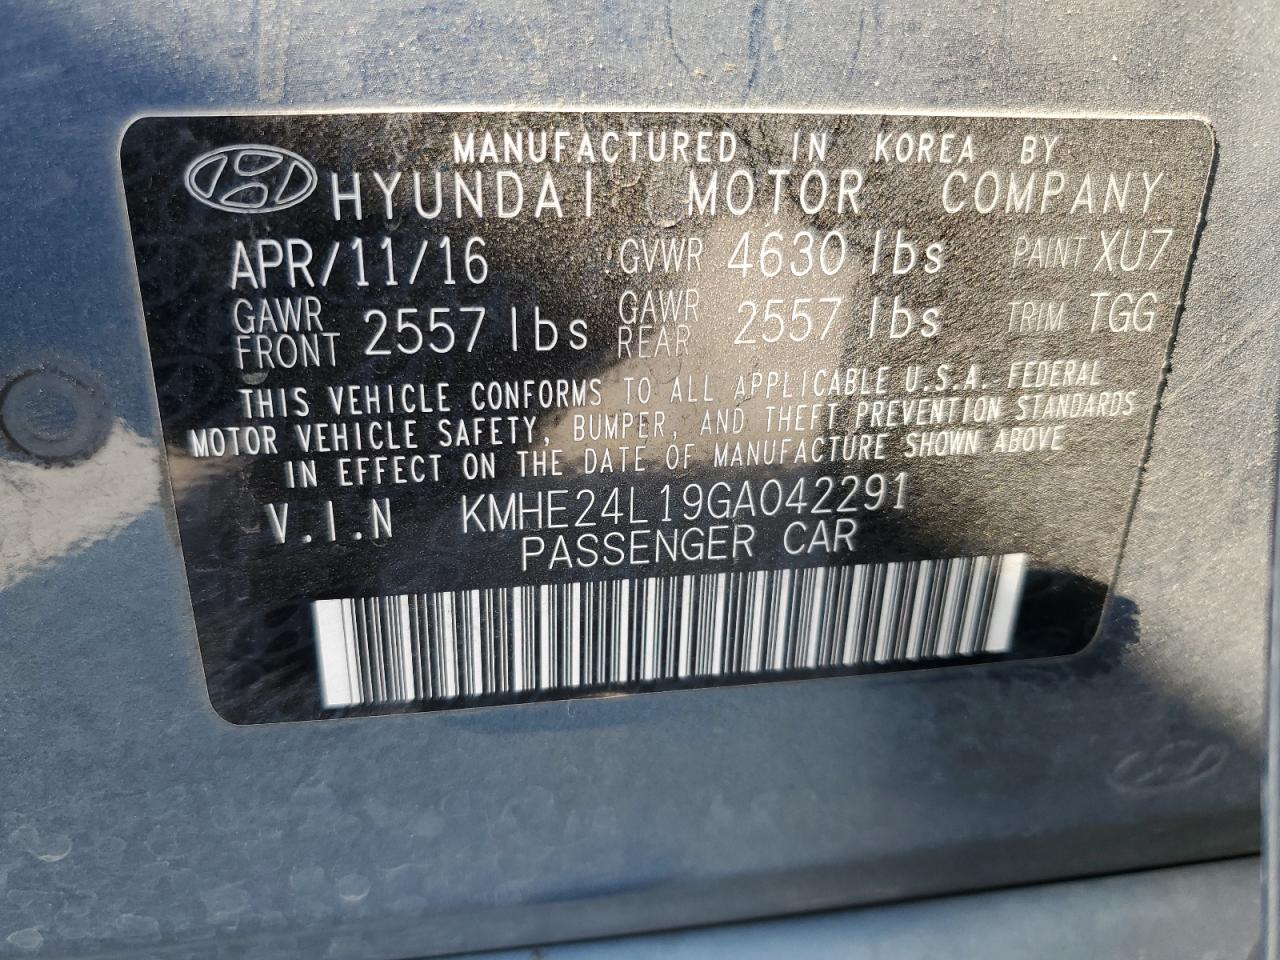 MANUFACTURED IN KOREA BY
HYUNDAI MOTOR COMPANY
APR/11/16 GVWR 4630 lbs PAINT XU7
GAWR FRONT 2557 lbs GAWR REAR 2557 lbs TRIM TGG
THIS VEHICLE CONFORMS TO ALL APPLICABLE U.S.A. FEDERAL
MOTOR VEHICLE SAFETY, BUMPER, AND THEFT PREVENTION STANDARDS
IN EFFECT ON THE DATE OF MANUFACTURE SHOWN ABOVE
V.I.N KMHE24L19GA042291
PASSENGER CAR